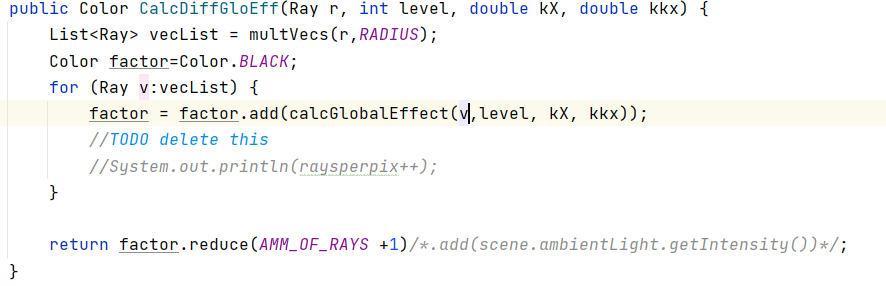 public Color CalcDiffGloEff(Ray r, int level, double kX, double kkx) {
    List<Ray> vecList = multVecs(r,RADIUS);
    Color factor=Color.BLACK;
    for (Ray v:vecList) {
        factor = factor.add(calcGlobalEffect(v,level, kX, kkx));
        //TODO delete this
        //System.out.println(raysperpix++);
    }
    return factor.reduce(AMM_OF_RAYS +1)/*.add(scene.ambientLight.getIntensity())*/;
}